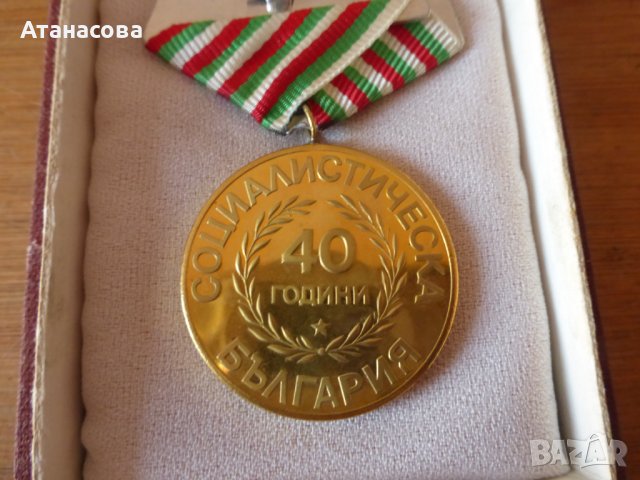 Атанасова
СОЦИАЛИСТИЧЕСКА
40
ГОДИНИ
БЪЛГАРИЯ
BAZAR